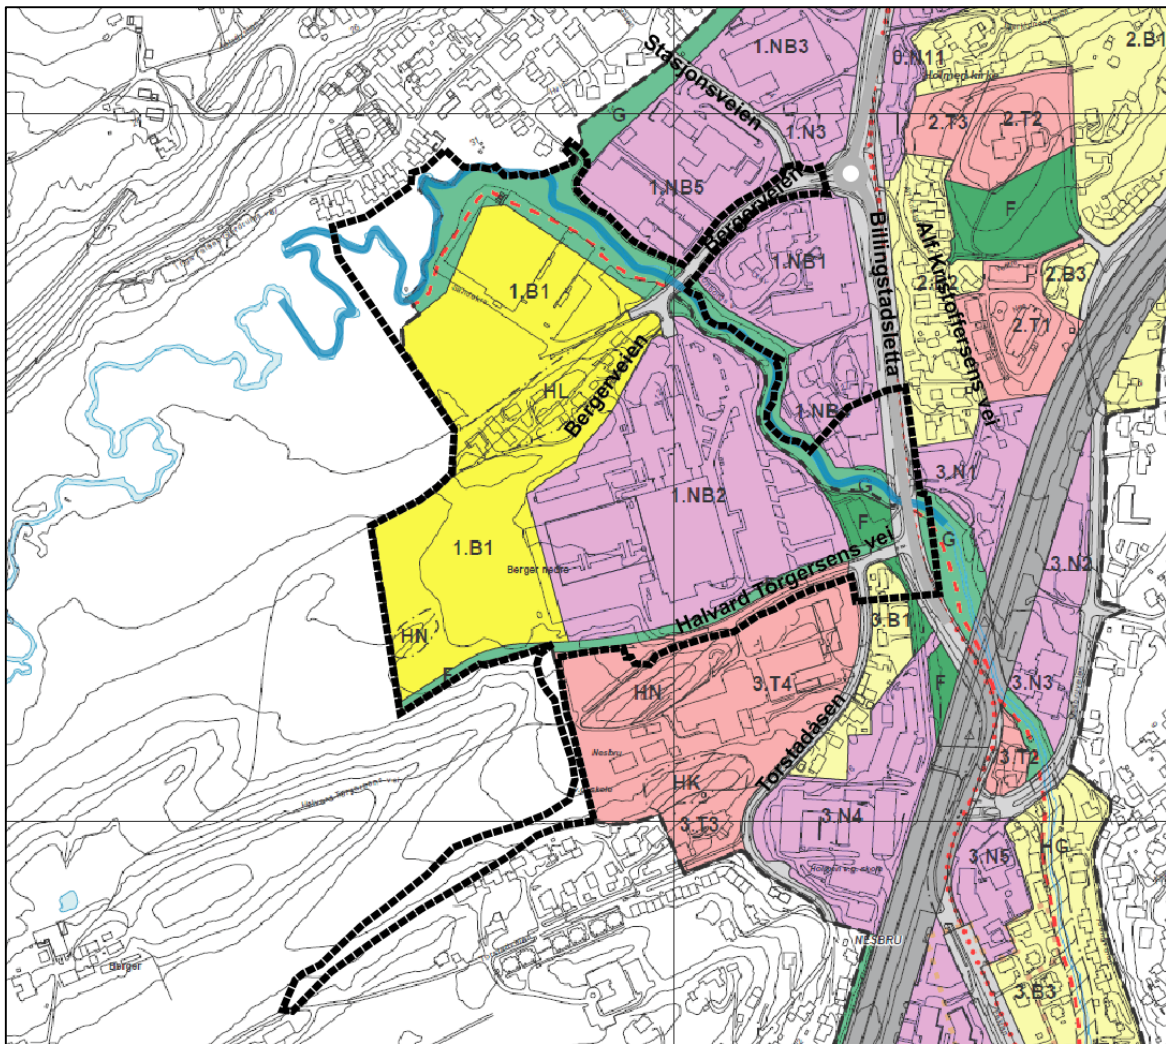 1.NB3
2.B1
Stasjonsveien
Holmen kirke
G
1.N3
2.T3
2.T2
1.NB5
Bergerveien
F
Billingstadsletta
Alf Kristoffersens vei
1.NB1
2.B3
1.B1
2.T1
Bergerveien
HL
3.N1
1.NB2
G
F
G
1.B1
Berger nedre
3.N2
Halvard Torgersens vei
3.B1
HN
F
HN
3.T4
F
3.N3
Torstadåsen
Nesbru
3.T2
HK
3.T3
3.N4
HG
3.N5
NESBRU
Berger
3.B3